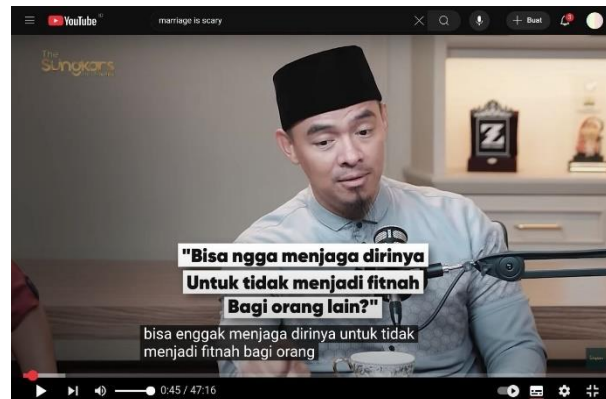 YouTube ID
marriage is scary
Buat
The
Sungkars
"Bisa ngga menjaga dirinya
Untuk tidak menjadi fitnah
Bagi orang lain?"
bisa enggak menjaga dirinya untuk tidak
menjadi fitnah bagi orang
0:45 / 47:16